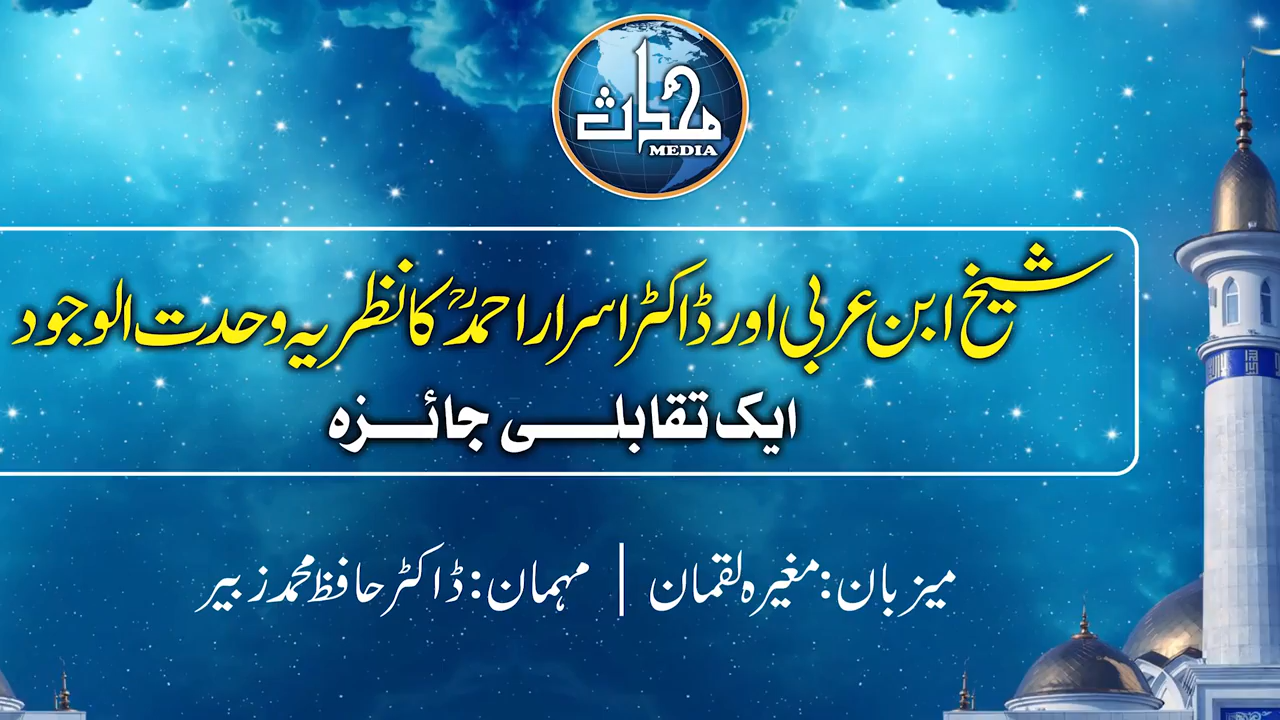 محدث
MEDIA
شیخ ابن عربی اور ڈاکٹر اسرار احمدؒ کا نظریہ وحدت الوجود
ایک تقابلی جائزہ
میزبان: مغیرہ لقمان | مہمان: ڈاکٹر حافظ محمد زبیر